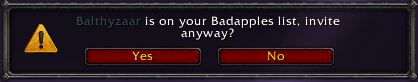 Balthyzaar is on your Badapples list, invite
anyway?
Yes No